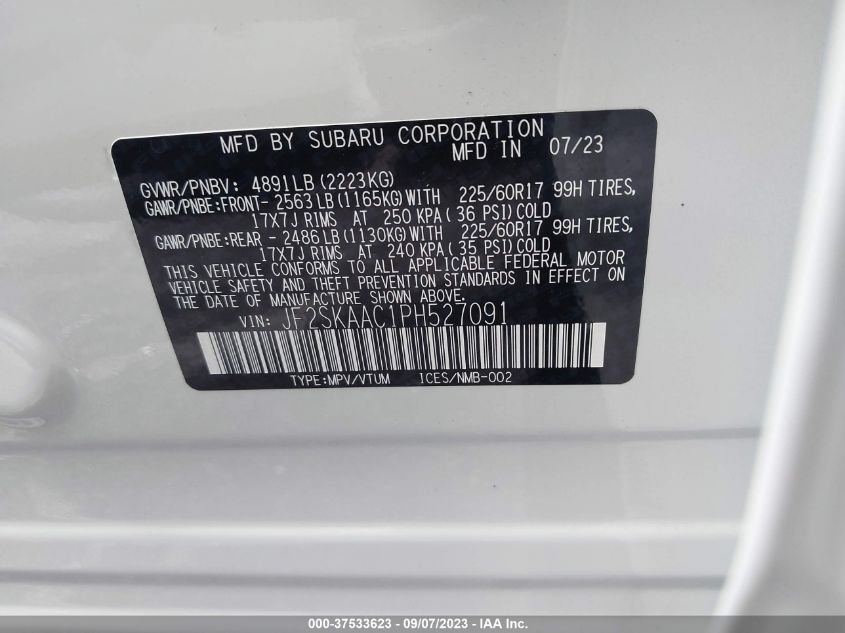 MFD BY SUBARU CORPORATION
MFD IN 07/23
GVWR/PNBV: 4891LB(2223KG)
GAWR/PNBE:FRONT- 2563LB(1165KG)WITH 225/60R17 99H TIRES,
17X7J RIMS AT 250 KPA( 36 PSI)COLD
GAWR/PNBE:REAR - 2486LB(1130KG)WITH 225/60R17 99H TIRES,
17X7J RIMS AT 240 KPA( 35 PSI)COLD
THIS VEHICLE CONFORMS TO ALL APPLICABLE FEDERAL MOTOR
VEHICLE SAFETY AND THEFT PREVENTION STANDARDS IN EFFECT ON
THE DATE OF MANUFACTURE SHOWN ABOVE.
VIN: JF2SKAAC1PH527091
TYPE:MPV/VTUM ICES/NMB-002
000-37533623 - 09/07/2023 - IAA Inc.